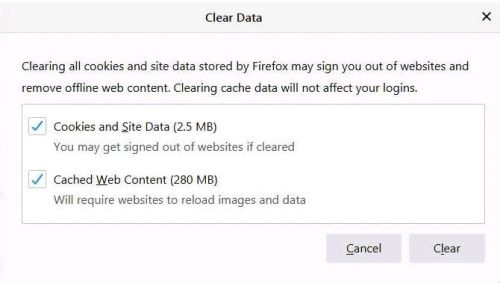 Clear Data
Clearing all cookies and site data stored by Firefox may sign you out of websites and
remove offline web content. Clearing cache data will not affect your logins.
Cookies and Site Data (2.5 MB)
You may get signed out of websites if cleared
Cached Web Content (280 MB)
Will require websites to reload images and data
Cancel Clear